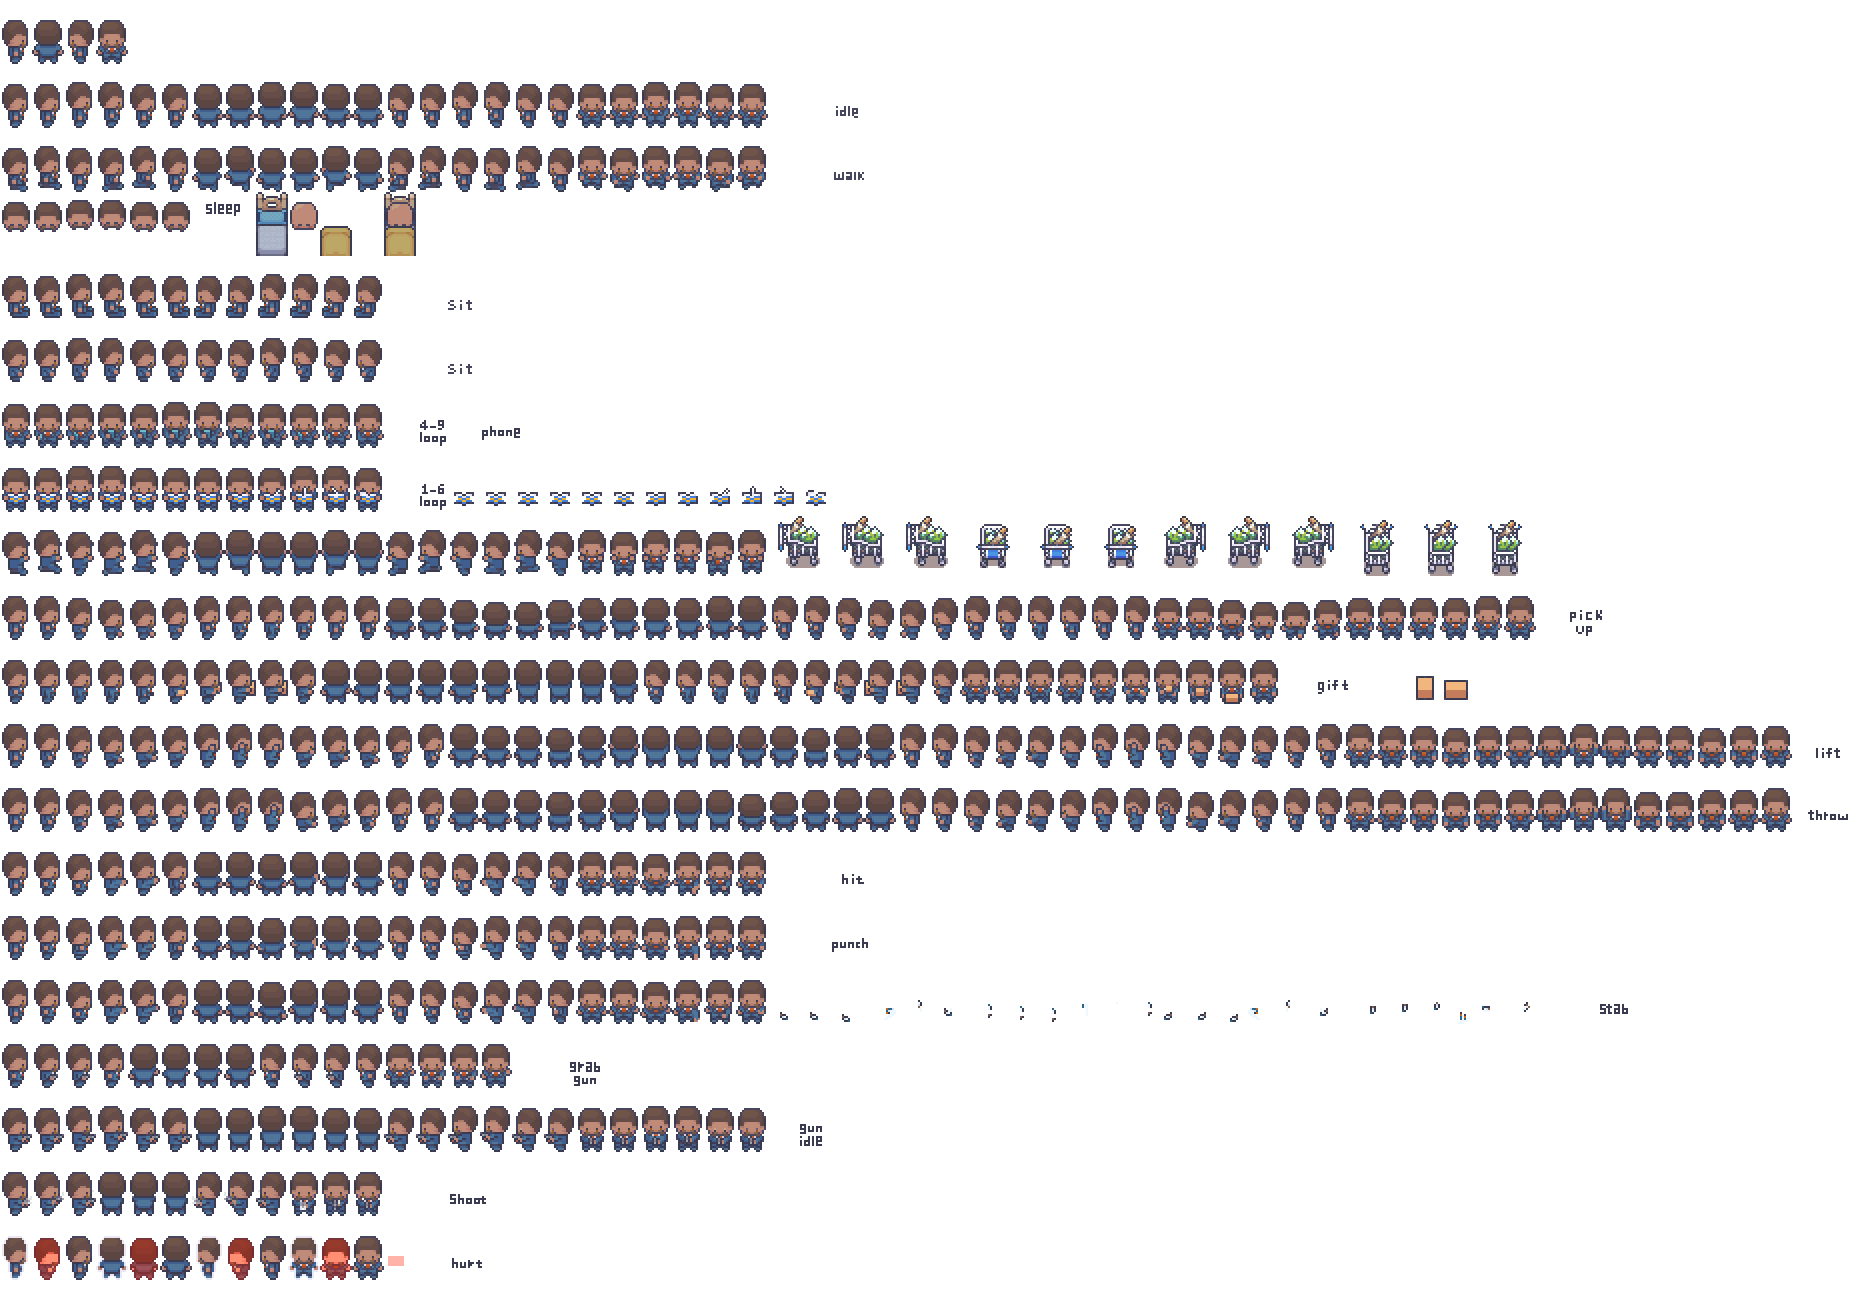 idle
walk
sleep
sit
sit
4-9
loop
phone
1-6
loop
pick
up
gift
lift
throw
hit
punch
stab
grab
gun
gun
idle
shoot
hurt